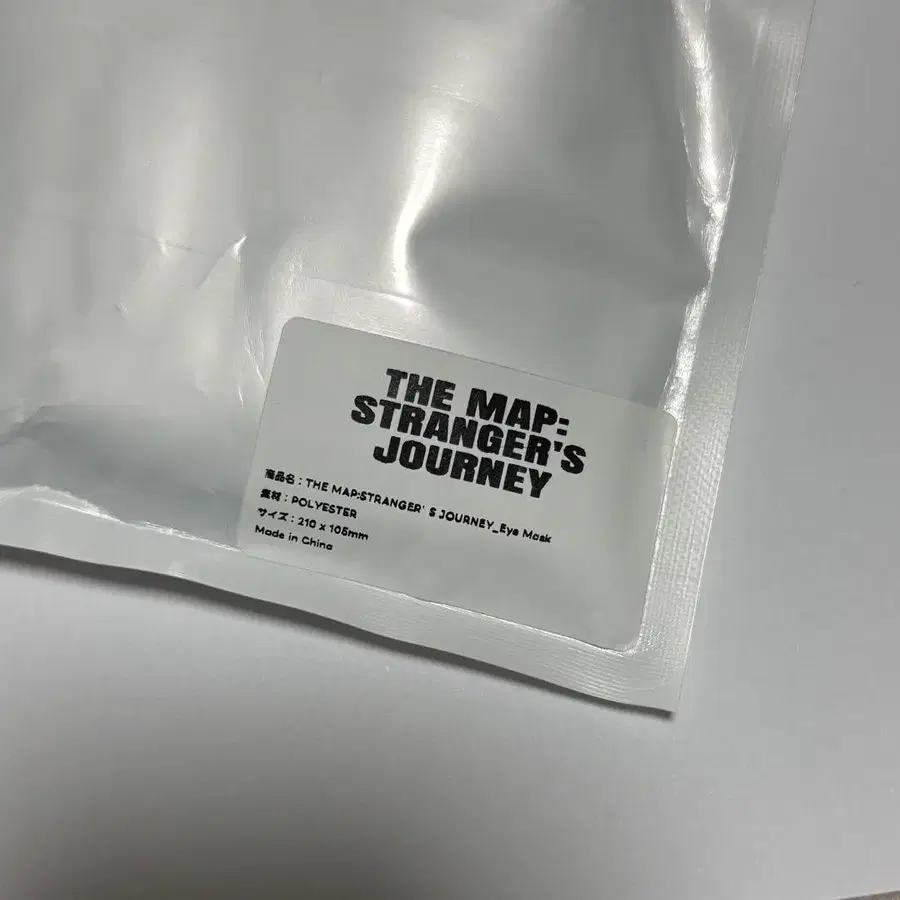 THE MAP:
STRANGER'S
JOURNEY
商品名：THE MAP:STRANGER' S JOURNEY_Eye Mask
素材：POLYESTER
サイズ：210 x 105mm
Made in China